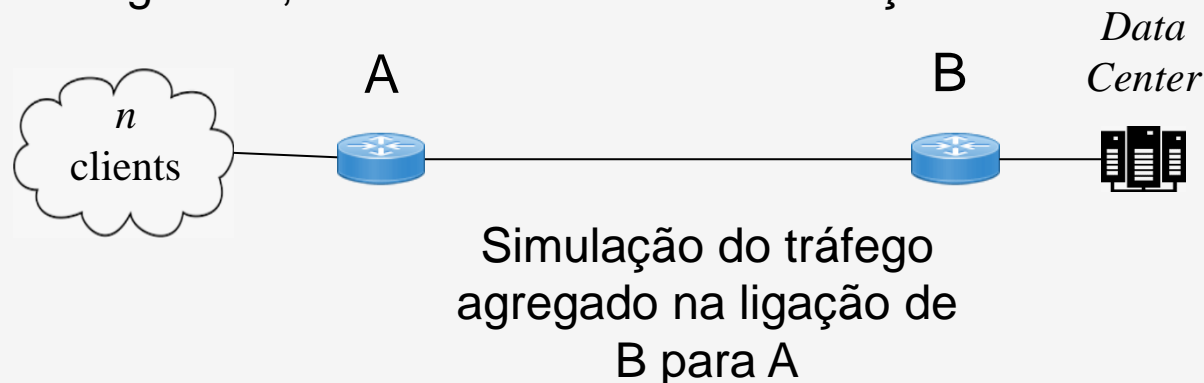 Data
Center
A
B
n
clients
Simulação do tráfego
agregado na ligação de
B para A